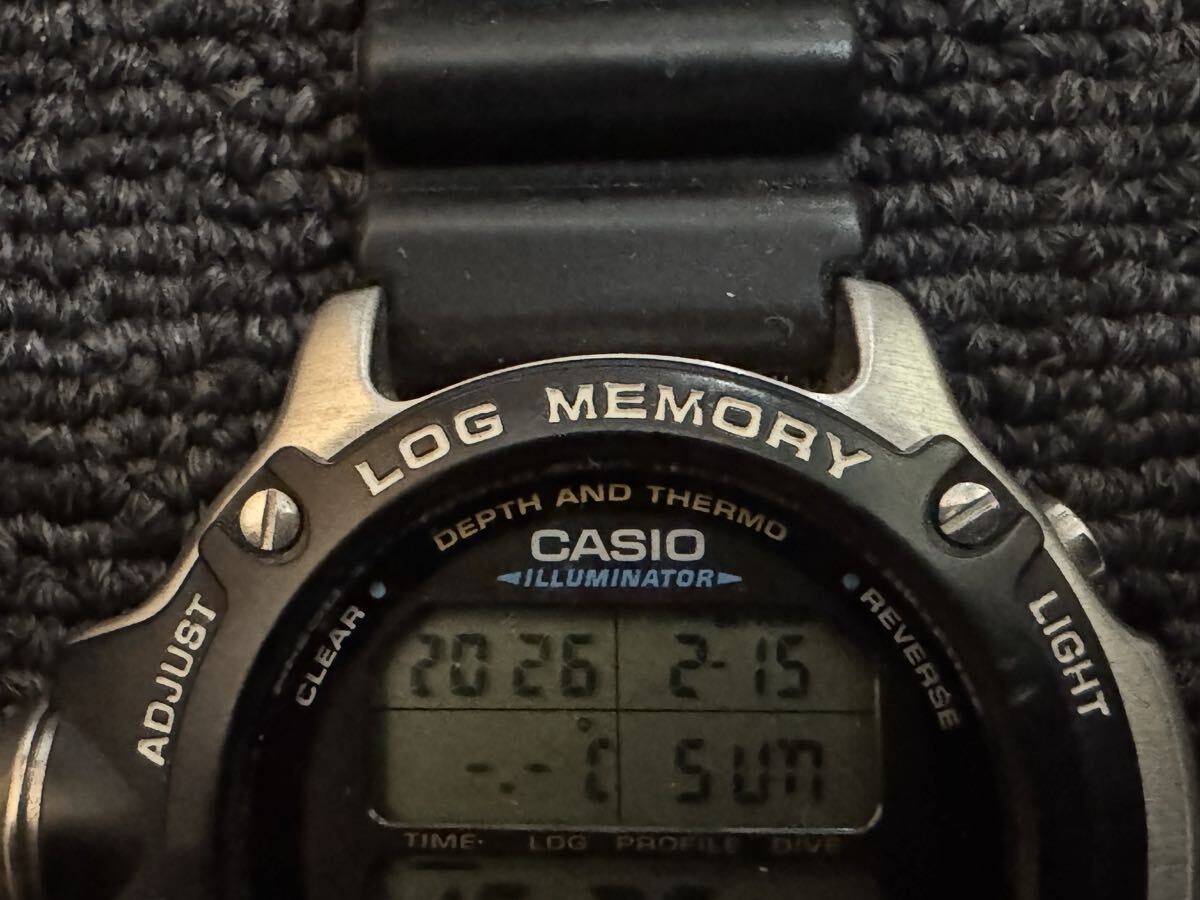 LOG MEMORY
DEPTH AND THERMO
CASIO
ILLUMINATOR
ADJUST
CLEAR
REVERSE
LIGHT
2026 2-15
-.-°C SUN
TIME LOG PROFILE DIVE